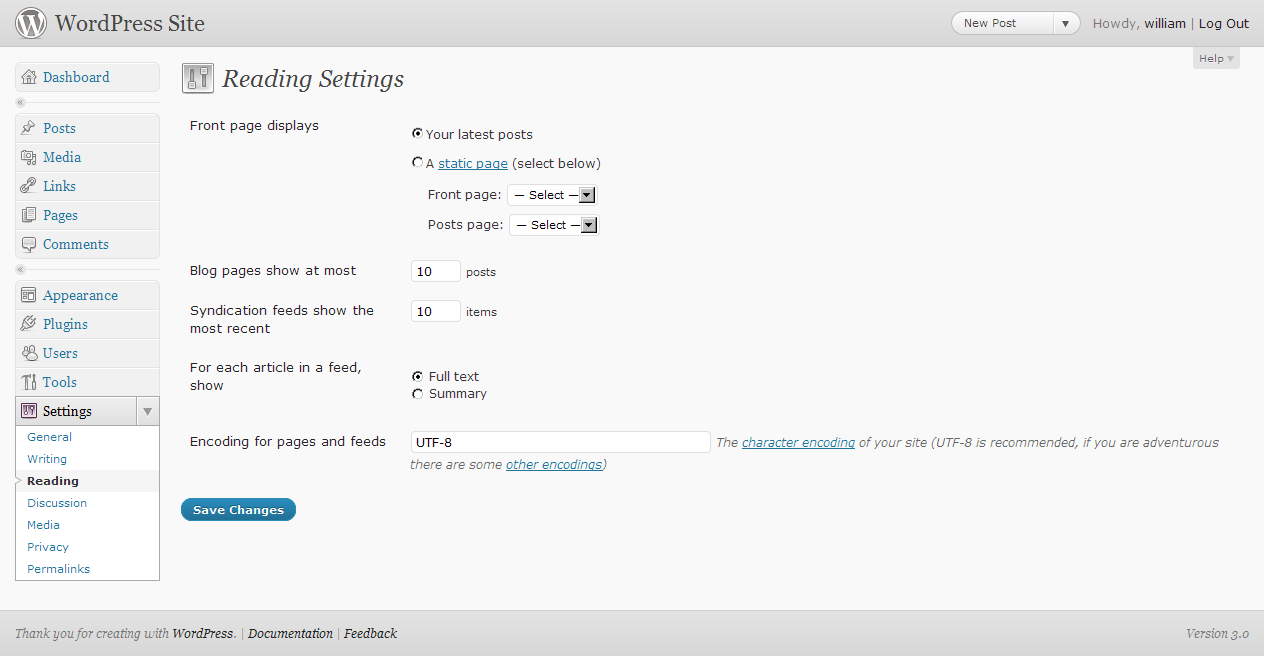 WordPress Site
New Post
Howdy, william | Log Out
Help
Dashboard
Posts
Media
Links
Pages
Comments
Appearance
Plugins
Users
Tools
Settings
General
Writing
Reading
Discussion
Media
Privacy
Permalinks
Reading Settings
Front page displays
Your latest posts
A static page (select below)
Front page: — Select —
Posts page: — Select —
Blog pages show at most 10 posts
Syndication feeds show the
most recent
10 items
For each article in a feed,
show
Full text
Summary
Encoding for pages and feeds UTF-8 The character encoding of your site (UTF-8 is recommended, if you are adventurous
there are some other encodings)
Save Changes
Thank you for creating with WordPress. | Documentation | Feedback
Version 3.0